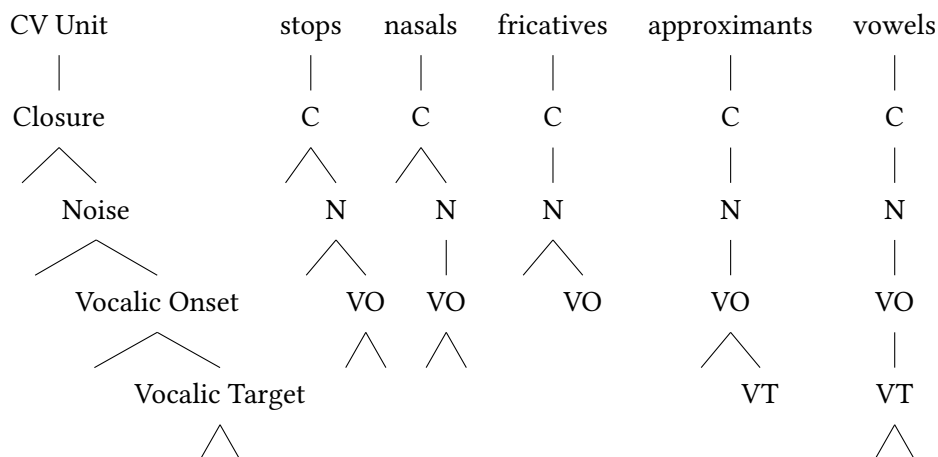 CV Unit stops nasals fricatives approximants vowels
Closure C C C C C
Noise N N N N N
Vocalic Onset VO VO VO VO VO
Vocalic Target VT VT